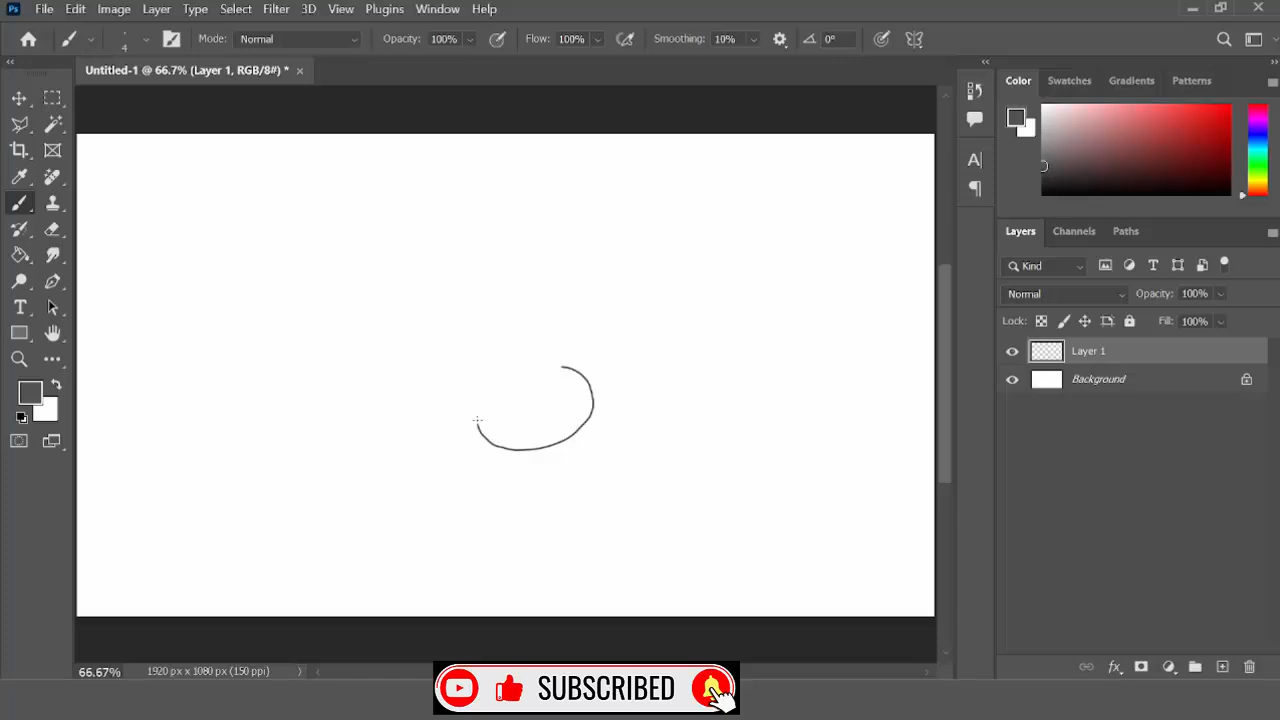 Ps File Edit Image Layer Type Select Filter 3D View Plugins Window Help
4 Mode: Normal Opacity: 100% Flow: 100% Smoothing: 10% 0°
Untitled-1 @ 66.7% (Layer 1, RGB/8#) * ×
Color Swatches Gradients Patterns
Layers Channels Paths
Kind
Normal Opacity: 100%
Lock: Fill: 100%
Layer 1
Background
fx
66.67% 1920 px x 1080 px (150 ppi)
SUBSCRIBED